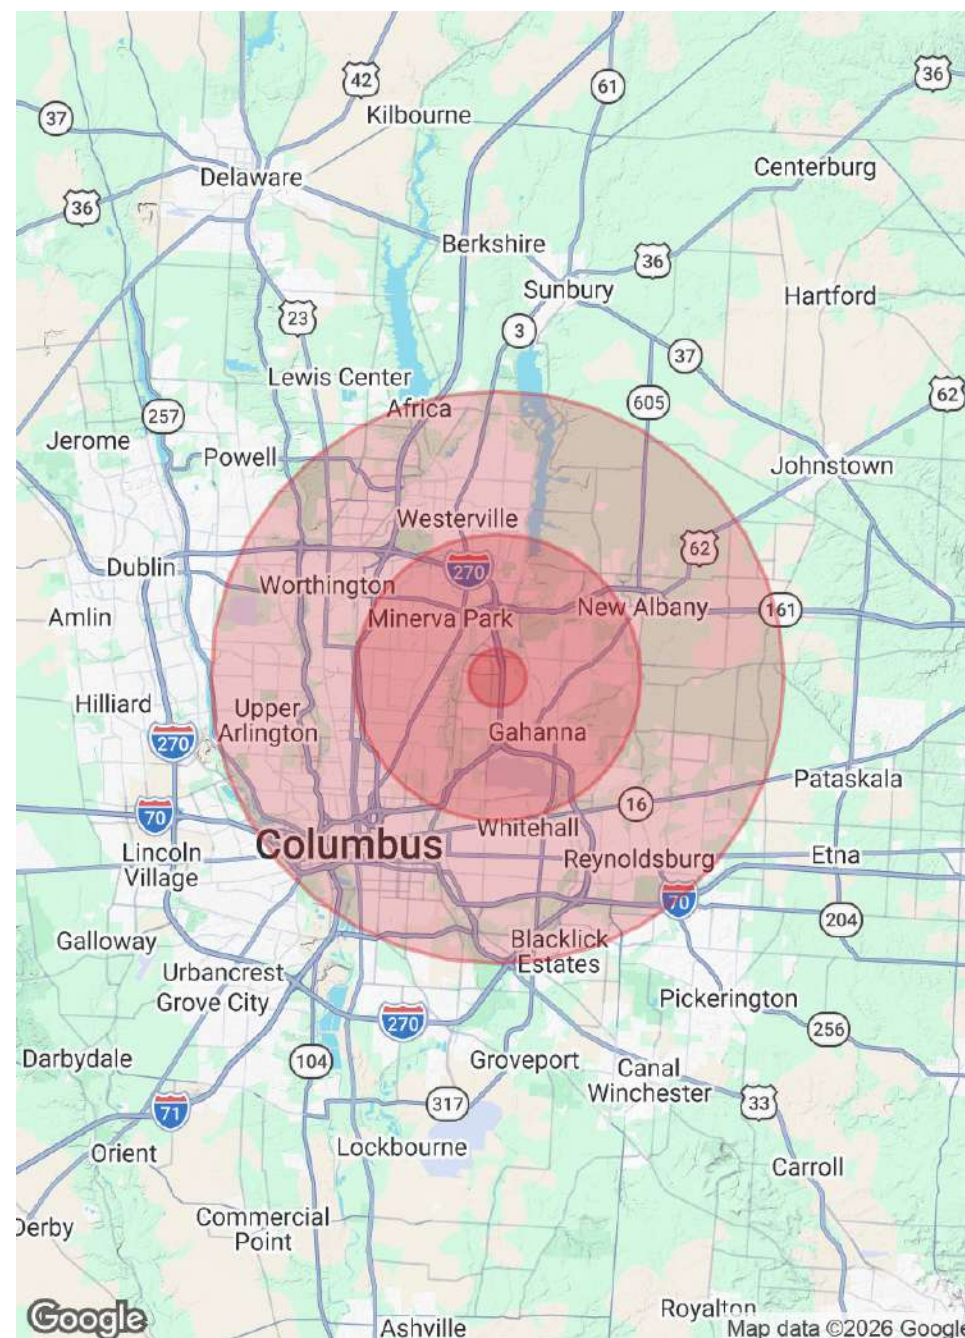 42
36
61
37
Kilbourne
Centerburg
Delaware
36
Berkshire
36
Sunbury
Hartford
23
3
37
Lewis Center
62
605
Africa
257
Jerome
Powell
Johnstown
Westerville
62
Dublin
270
Worthington
New Albany
161
Amlin
Minerva Park
Hilliard
Upper
Arlington
270
Gahanna
Pataskala
16
70
Whitehall
Columbus
Lincoln
Village
Reynoldsburg
Etna
70
204
Galloway
Blacklick
Estates
Urbancrest
Grove City
Pickerington
270
256
Darbydale
104
Groveport
Canal
Winchester
71
317
33
Orient
Lockbourne
Carroll
Derby
Commercial
Point
Royalton
Google
Ashville
Map data ©2026 Google